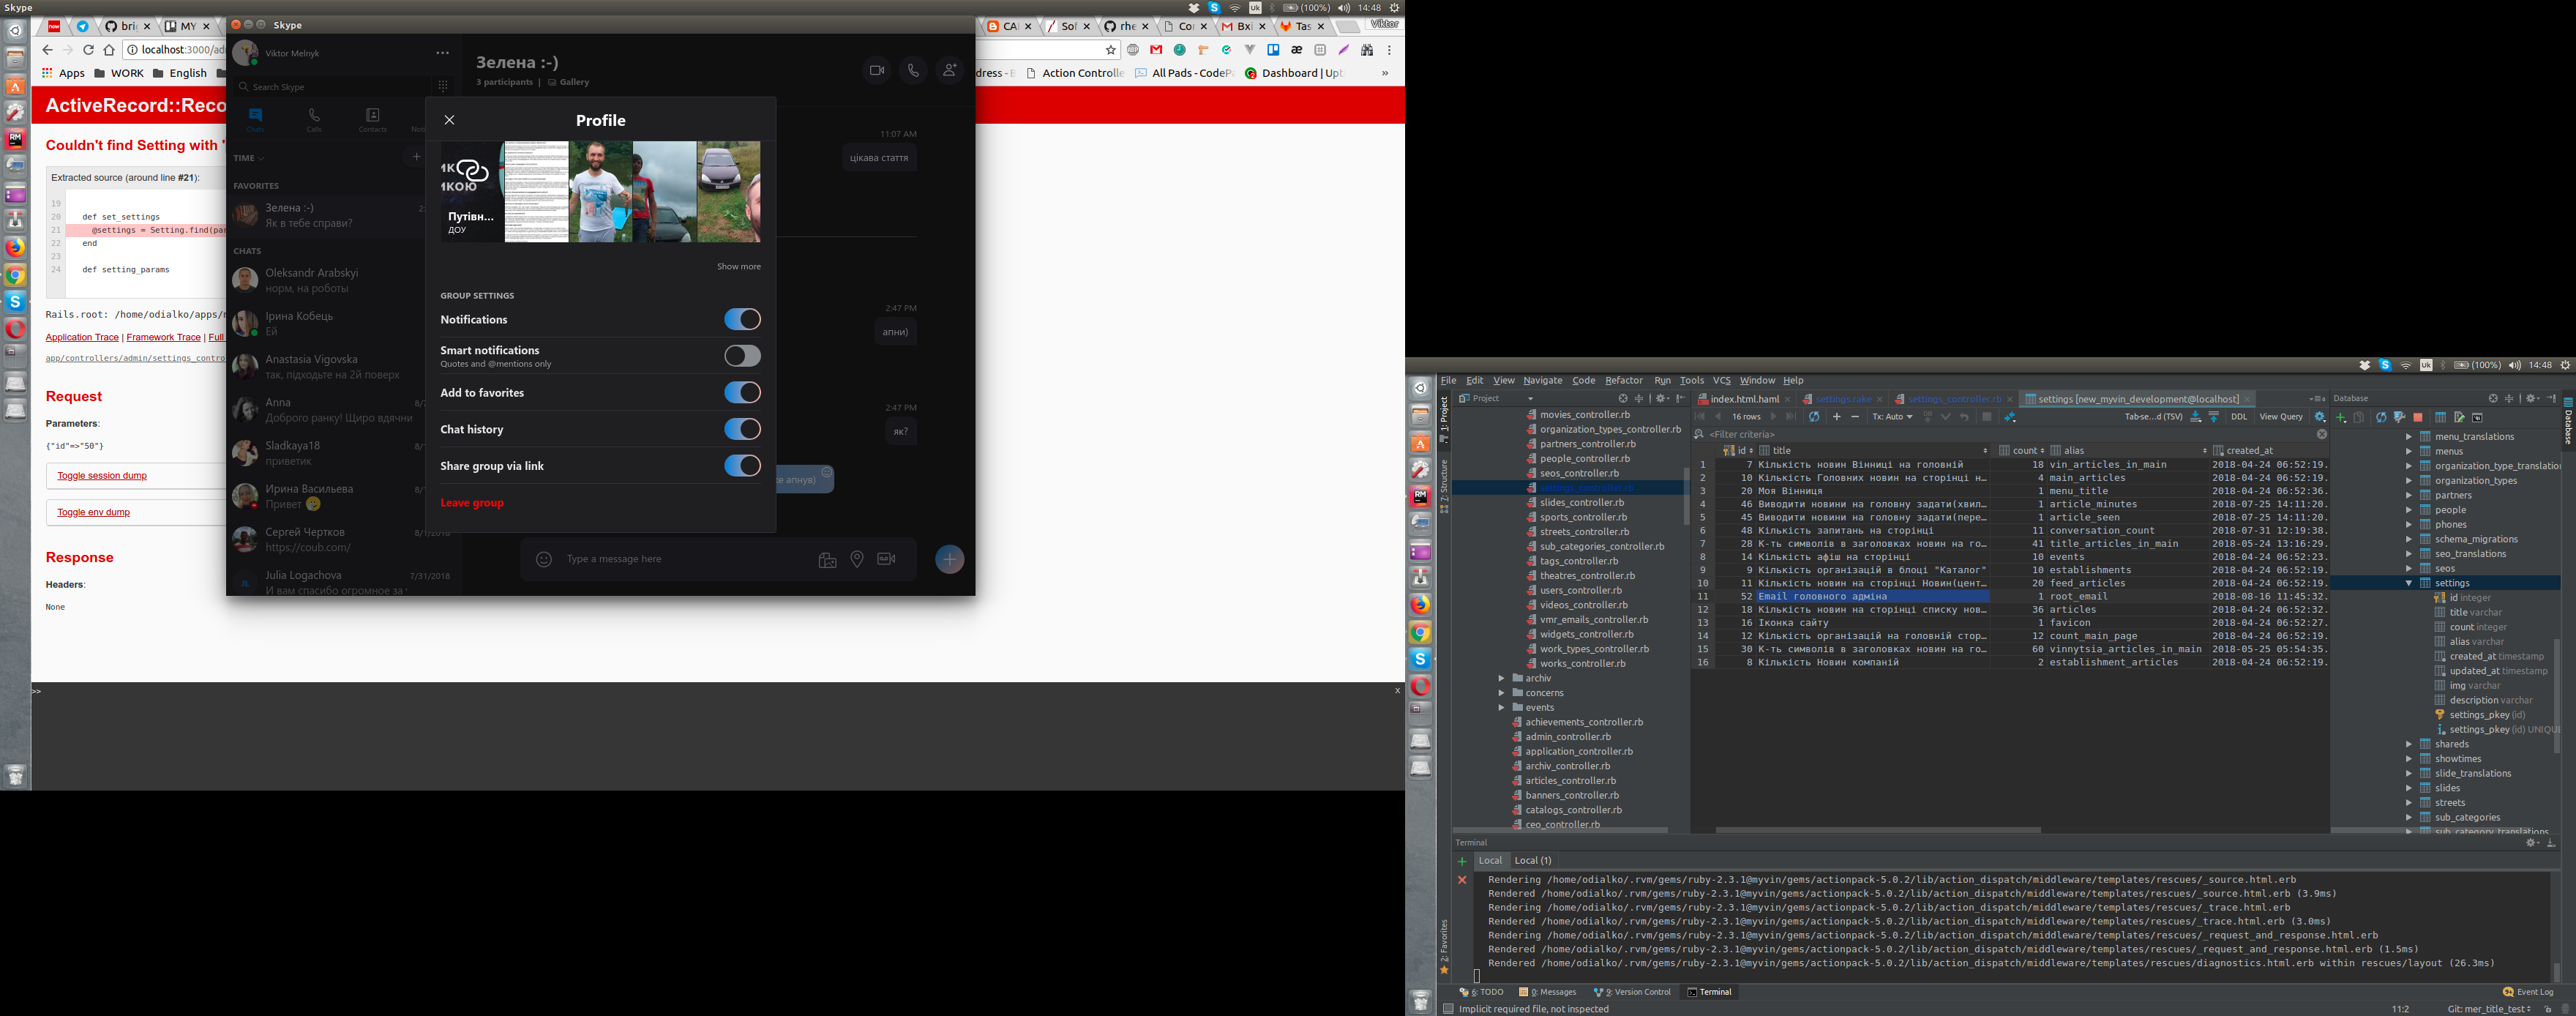 Skype
Uk
(100%)
14:48
bri
MY
Skype
CA
Sof
rhe
Co
Bx
Tas
Viktor
localhost:3000/ad
Apps
WORK
English
dress - E
Action Controlle
All Pads - CodeP
Dashboard | Upt
»
ActiveRecord::Reco
Couldn't find Setting with '
Extracted source (around line #21):
19
20 def set_settings
21 @settings = Setting.find(par
22 end
23
24 def setting_params
Rails.root: /home/odialko/apps/
Application Trace | Framework Trace | Full
app/controllers/admin/settings_contro
Request
Parameters:
{"id"=>"50"}
Toggle session dump
Toggle env dump
Response
Headers:
None
>>
x
Viktor Melnyk
Search Skype
Chats
Calls
Contacts
TIME
FAVORITES
Зелена :-)
Як в тебе справи?
CHATS
Oleksandr Arabskyi
норм, на роботы
Ірина Кобець
Ей
Anastasia Vigovska
так, підходьте на 2й поверх
Anna
Доброго ранку! Щиро вдячни
Sladkaya18
приветик
Ирина Васильева
Привет
Сергей Чертков
https://coub.com/
Julia Logachova
7/31/2018
И вам спасибо огромное за
Зелена :-)
3 participants | Gallery
11:07 AM
цікава стаття
2:47 PM
апни)
2:47 PM
як?
же апнув)
Type a message here
Profile
Путівн...
ДОУ
Show more
GROUP SETTINGS
Notifications
Smart notifications
Quotes and @mentions only
Add to favorites
Chat history
Share group via link
Leave group
Uk
(100%)
14:48
File Edit View Navigate Code Refactor Run Tools VCS Window Help
Project
1: Project
7: Structure
2: Favorites
movies_controller.rb
organization_types_controller.rb
partners_controller.rb
people_controller.rb
seos_controller.rb
settings_controller.rb
slides_controller.rb
sports_controller.rb
streets_controller.rb
sub_categories_controller.rb
tags_controller.rb
theatres_controller.rb
users_controller.rb
videos_controller.rb
vmr_emails_controller.rb
widgets_controller.rb
work_types_controller.rb
works_controller.rb
archiv
concerns
events
achievements_controller.rb
admin_controller.rb
application_controller.rb
archiv_controller.rb
articles_controller.rb
banners_controller.rb
catalogs_controller.rb
ceo_controller.rb
index.html.haml
settings.rake
settings_controller.rb
settings [new_myvin_development@localhost]
16 rows
Tx: Auto
Tab-se...d (TSV)
DDL
View Query
<Filter criteria>
id title count alias created_at
1 7 Кількість новин Вінниці на головній 18 vin_articles_in_main 2018-04-24 06:52:19.
2 10 Кількість Головних новин на сторінці н... 4 main_articles 2018-04-24 06:52:19.
3 20 Моя Вінниця 1 menu_title 2018-04-24 06:52:36.
4 46 Виводити новини на головну задати(хвил... 1 article_minutes 2018-07-25 14:11:20.
5 45 Виводити новини на головну задати(пере... 1 article_seen 2018-07-25 14:11:20.
6 48 Кількість запитань на сторінці 11 conversation_count 2018-07-31 12:19:38.
7 28 К-ть символів в заголовках новин на го... 41 title_articles_in_main 2018-05-24 13:16:29.
8 14 Кількість афіш на сторінці 10 events 2018-04-24 06:52:23.
9 9 Кількість організацій в блоці "Каталог" 10 establishments 2018-04-24 06:52:19.
10 11 Кількість новин на сторінці Новин(цент... 20 feed_articles 2018-04-24 06:52:19.
11 52 Email головного адміна 1 root_email 2018-08-16 11:45:32.
12 18 Кількість новин на сторінці списку нов... 36 articles 2018-04-24 06:52:32.
13 16 Іконка сайту 1 favicon 2018-04-24 06:52:27.
14 12 Кількість організацій на головній стор... 12 count_main_page 2018-04-24 06:52:19.
15 30 К-ть символів в заголовках новин на го... 60 vinnytsia_articles_in_main 2018-05-25 05:54:35.
16 8 Кількість Новин компаній 2 establishment_articles 2018-04-24 06:52:19.
Database
Database
menu_translations
menus
organization_type_translation
organization_types
partners
people
phones
schema_migrations
seo_translations
seos
settings
id integer
title varchar
count integer
alias varchar
created_at timestamp
updated_at timestamp
img varchar
description varchar
settings_pkey (id)
settings_pkey (id) UNIQUE
shareds
showtimes
slide_translations
slides
streets
sub_categories
sub_category_translations
Terminal
Local
Local (1)
Rendering /home/odialko/.rvm/gems/ruby-2.3.1@myvin/gems/actionpack-5.0.2/lib/action_dispatch/middleware/templates/rescues/_source.html.erb
Rendered /home/odialko/.rvm/gems/ruby-2.3.1@myvin/gems/actionpack-5.0.2/lib/action_dispatch/middleware/templates/rescues/_source.html.erb (3.9ms)
Rendering /home/odialko/.rvm/gems/ruby-2.3.1@myvin/gems/actionpack-5.0.2/lib/action_dispatch/middleware/templates/rescues/_trace.html.erb
Rendered /home/odialko/.rvm/gems/ruby-2.3.1@myvin/gems/actionpack-5.0.2/lib/action_dispatch/middleware/templates/rescues/_trace.html.erb (3.0ms)
Rendering /home/odialko/.rvm/gems/ruby-2.3.1@myvin/gems/actionpack-5.0.2/lib/action_dispatch/middleware/templates/rescues/_request_and_response.html.erb
Rendered /home/odialko/.rvm/gems/ruby-2.3.1@myvin/gems/actionpack-5.0.2/lib/action_dispatch/middleware/templates/rescues/_request_and_response.html.erb (1.5ms)
Rendered /home/odialko/.rvm/gems/ruby-2.3.1@myvin/gems/actionpack-5.0.2/lib/action_dispatch/middleware/templates/rescues/diagnostics.html.erb within rescues/layout (26.3ms)
6: TODO
0: Messages
9: Version Control
Terminal
Event Log
Implicit required file, not inspected
11:2
Git: mer_title_test